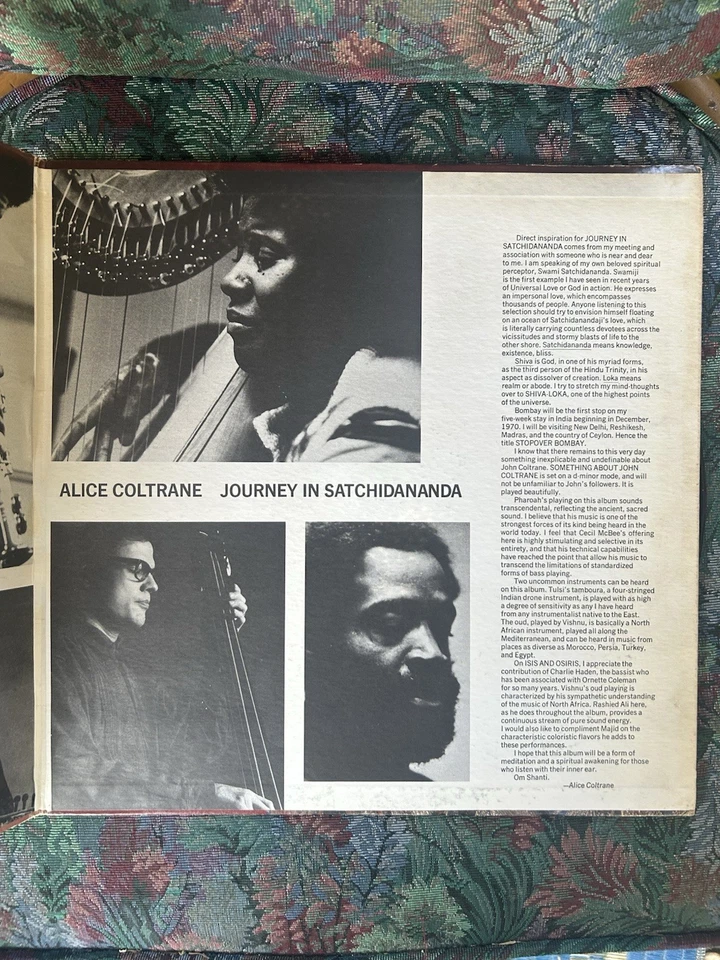 ALICE COLTRANE JOURNEY IN SATCHIDANANDA
Direct inspiration for JOURNEY IN
SATCHIDANANDA comes from my meeting and
association with someone who is near and dear
to me. I am speaking of my own beloved spiritual
perceptor, Swami Satchidananda. Swamiji
is the first example I have seen in recent years
of Universal Love or God in action. He expresses
an impersonal love, which encompasses
thousands of people. Anyone listening to this
selection should try to envision himself floating
on an ocean of Satchidanandaji's love, which
is literally carrying countless devotees across the
vicissitudes and stormy blasts of life to the
other shore. Satchidananda means knowledge,
existence, bliss.
Shiva is God, in one of his myriad forms,
as the third person of the Hindu Trinity, in his
aspect as dissolver of creation. Loka means
realm or abode. I try to stretch my mind-thoughts
over to SHIVA-LOKA, one of the highest points
of the universe.
Bombay will be the first stop on my
five-week stay in India beginning in December,
1970. I will be visiting New Delhi, Reshikesh,
Madras, and the country of Ceylon. Hence the
title STOPOVER BOMBAY.
I know that there remains to this very day
something inexplicable and undefinable about
John Coltrane. SOMETHING ABOUT JOHN
COLTRANE is set on a d-minor mode, and will
not be unfamiliar to John's followers. It is
played beautifully.
Pharoah's playing on this album sounds
transcendental, reflecting the ancient, sacred
sound. I believe that his music is one of the
strongest forces of its kind being heard in the
world today. I feel that Cecil McBee's offering
here is highly stimulating and selective in its
entirety, and that his technical capabilities
have reached the point that allow his music to
transcend the limitations of standardized
forms of bass playing.
Two uncommon instruments can be heard
on this album. Tulsi's tamboura, a four-stringed
Indian drone instrument, is played with as high
a degree of sensitivity as any I have heard
from any instrumentalist native to the East.
The oud, played by Vishnu, is basically a North
African instrument, played all along the
Mediterranean, and can be heard in music from
places as diverse as Morocco, Persia, Turkey,
and Egypt.
On ISIS AND OSIRIS, I appreciate the
contribution of Charlie Haden, the bassist who
has been associated with Ornette Coleman
for so many years. Vishnu's oud playing is
characterized by his sympathetic understanding
of the music of North Africa. Rashied Ali here,
as he does throughout the album, provides a
continuous stream of pure sound energy.
I would also like to compliment Majid on the
characteristic coloristic flavors he adds to
these performances.
I hope that this album will be a form of
meditation and a spiritual awakening for those
who listen with their inner ear.
Om Shanti.
—Alice Coltrane